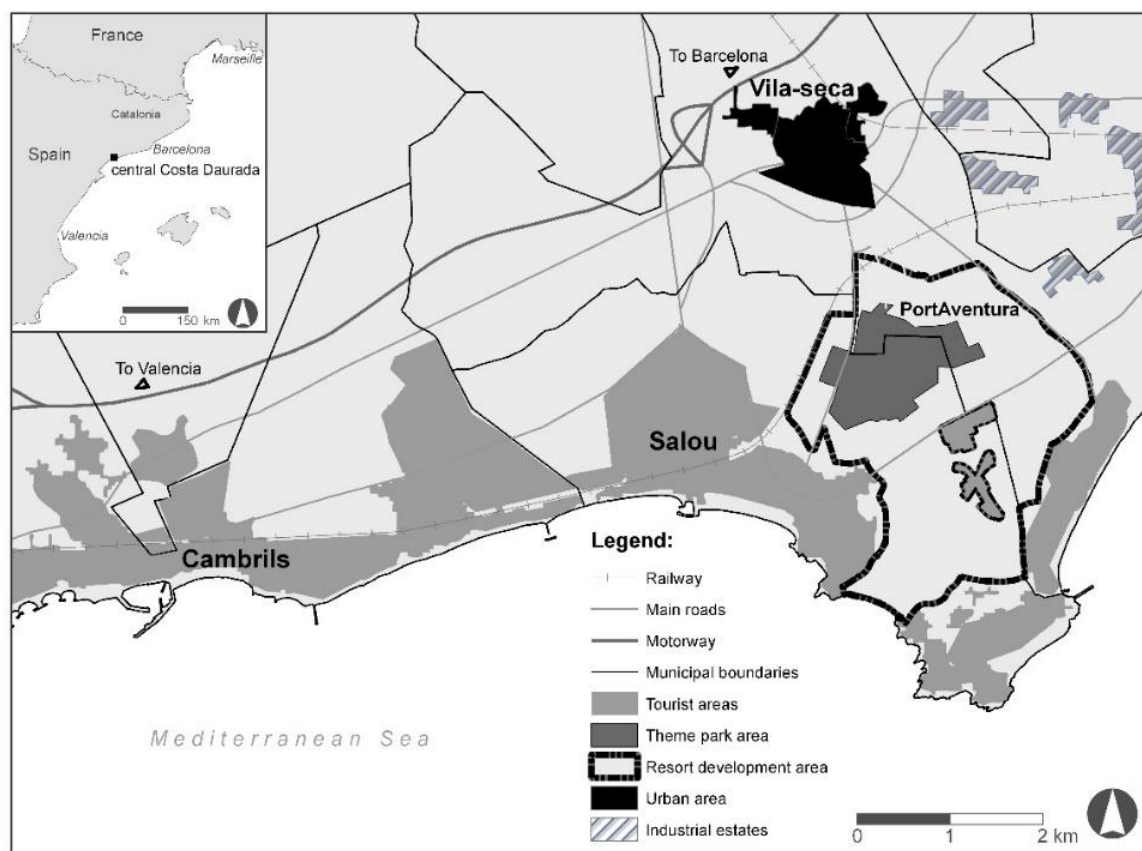 France
Marseille
Catalonia
Spain
Barcelona
central Costa Daurada
Valencia
0 150 km
To Barcelona
Vila-seca
PortAventura
To Valencia
Salou
Cambrils
Mediterranean Sea
Legend:
Railway
Main roads
Motorway
Municipal boundaries
Tourist areas
Theme park area
Resort development area
Urban area
Industrial estates
0 1 2 km